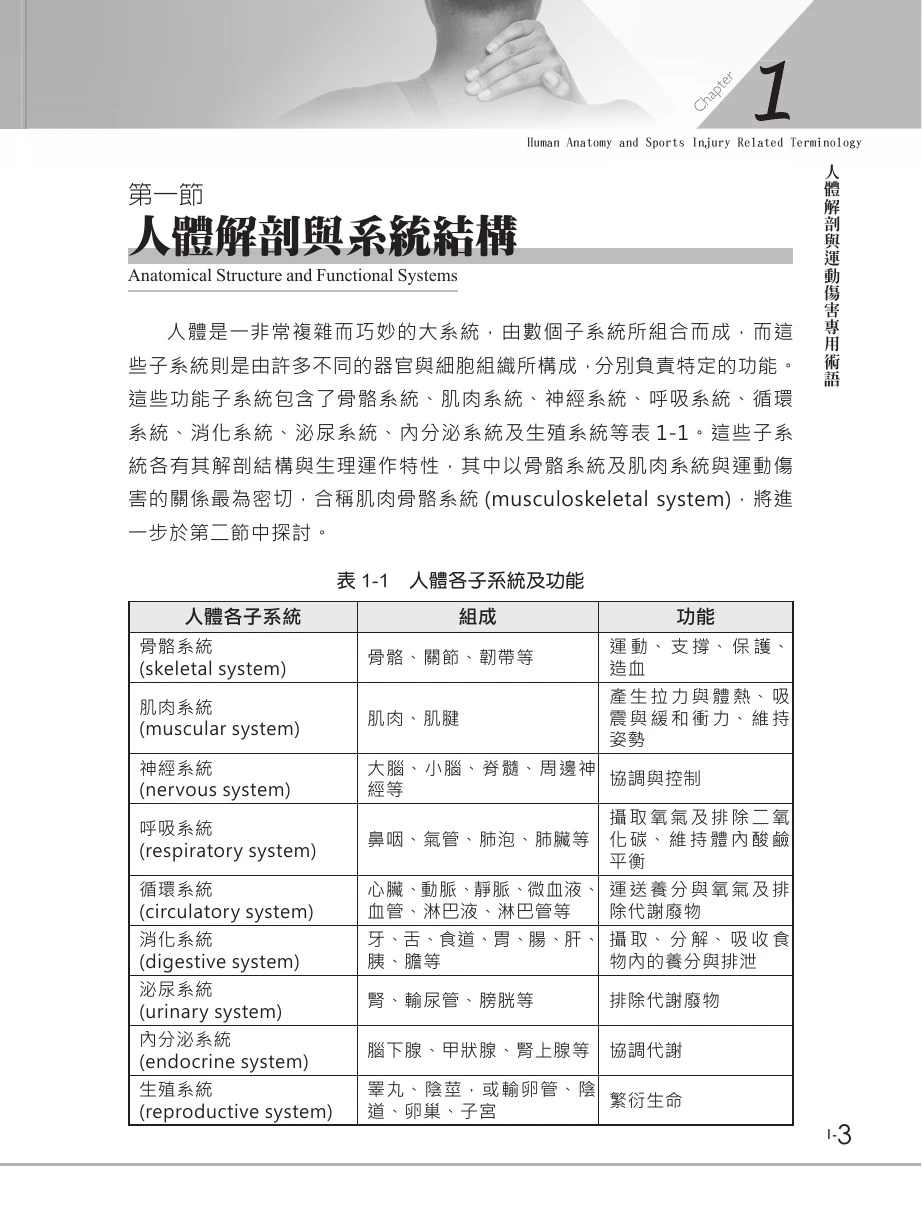 Chapter 1
Human Anatomy and Sports Injury Related Terminology
人體解剖與運動傷害專用術語
第一節
人體解剖與系統結構
Anatomical Structure and Functional Systems
人體是一非常複雜而巧妙的大系統，由數個子系統所組合而成，而這
些子系統則是由許多不同的器官與細胞組織所構成，分別負責特定的功能。
這些功能子系統包含了骨骼系統、肌肉系統、神經系統、呼吸系統、循環
系統、消化系統、泌尿系統、內分泌系統及生殖系統等表 1-1。這些子系
統各有其解剖結構與生理運作特性，其中以骨骼系統及肌肉系統與運動傷
害的關係最為密切，合稱肌肉骨骼系統 (musculoskeletal system)，將進
一步於第二節中探討。
表 1-1　人體各子系統及功能
人體各子系統 組成 功能
骨骼系統
(skeletal system)
骨骼、關節、韌帶等
運動、支撐、保護、
造血
肌肉系統
(muscular system)
肌肉、肌腱
產生拉力與體熱、吸
震與緩和衝力、維持
姿勢
神經系統
(nervous system)
大腦、小腦、脊髓、周邊神
經等
協調與控制
呼吸系統
(respiratory system)
鼻咽、氣管、肺泡、肺臟等
攝取氧氣及排除二氧
化碳、維持體內酸鹼
平衡
循環系統
(circulatory system)
心臟、動脈、靜脈、微血液、
血管、淋巴液、淋巴管等
運送養分與氧氣及排
除代謝廢物
消化系統
(digestive system)
牙、舌、食道、胃、腸、肝、
胰、膽等
攝取、分解、吸收食
物內的養分與排泄
泌尿系統
(urinary system)
腎、輸尿管、膀胱等
排除代謝廢物
內分泌系統
(endocrine system)
腦下腺、甲狀腺、腎上腺等
協調代謝
生殖系統
(reproductive system)
睪丸、陰莖，或輸卵管、陰
道、卵巢、子宮
繁衍生命
1-3